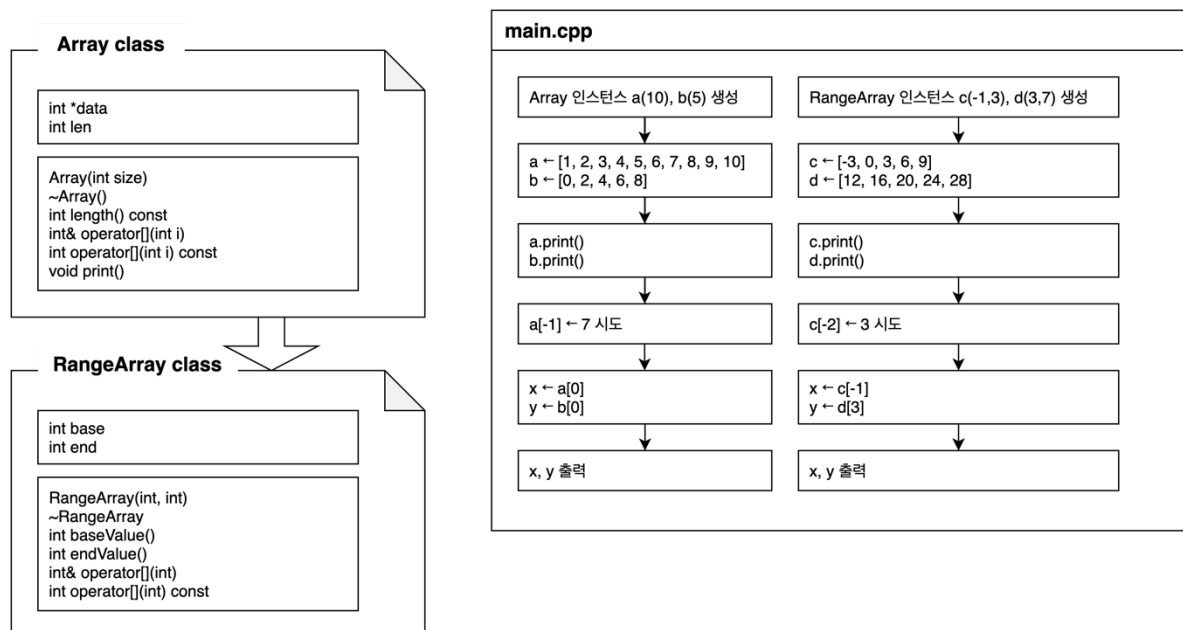 Array class
int *data
int len
Array(int size)
~Array()
int length() const
int& operator[](int i)
int operator[](int i) const
void print()
RangeArray class
int base
int end
RangeArray(int, int)
~RangeArray
int baseValue()
int endValue()
int& operator[](int)
int operator[](int) const
main.cpp
Array 인스턴스 a(10), b(5) 생성
a ← [1, 2, 3, 4, 5, 6, 7, 8, 9, 10]
b ← [0, 2, 4, 6, 8]
a.print()
b.print()
a[-1] ← 7 시도
x ← a[0]
y ← b[0]
x, y 출력
RangeArray 인스턴스 c(-1,3), d(3,7) 생성
c ← [-3, 0, 3, 6, 9]
d ← [12, 16, 20, 24, 28]
c.print()
d.print()
c[-2] ← 3 시도
x ← c[-1]
y ← d[3]
x, y 출력